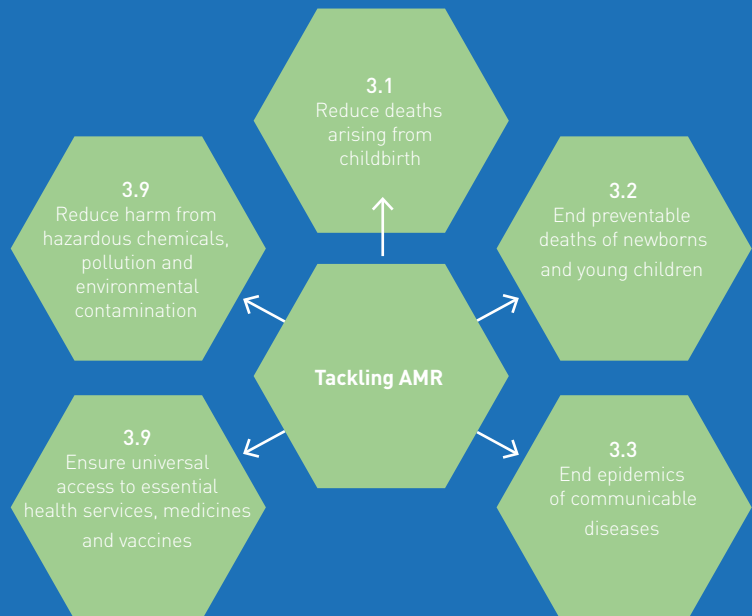 3.1
Reduce deaths
arising from
childbirth
3.9
Reduce harm from
hazardous chemicals,
pollution and
environmental
contamination
3.2
End preventable
deaths of newborns
and young children
Tackling AMR
3.9
Ensure universal
access to essential
health services, medicines
and vaccines
3.3
End epidemics
of communicable
diseases